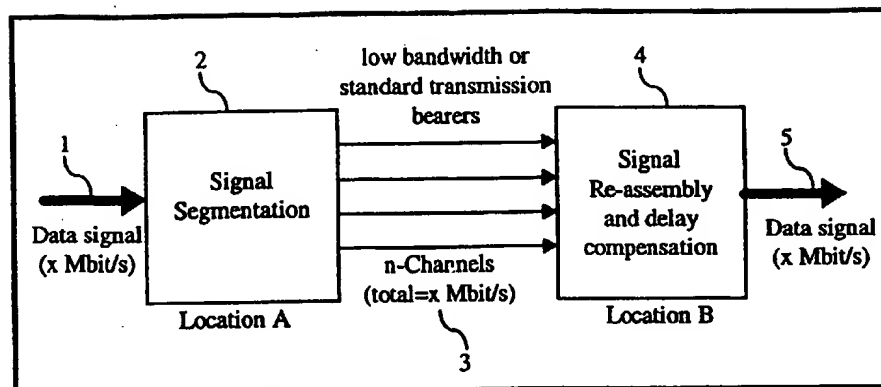 2
low bandwidth or
standard transmission
bearers
4
1
Signal
Segmentation
Signal
Re-assembly
and delay
compensation
5
Data signal
(x Mbit/s)
n-Channels
(total=x Mbit/s)
Data signal
(x Mbit/s)
Location A
Location B
3